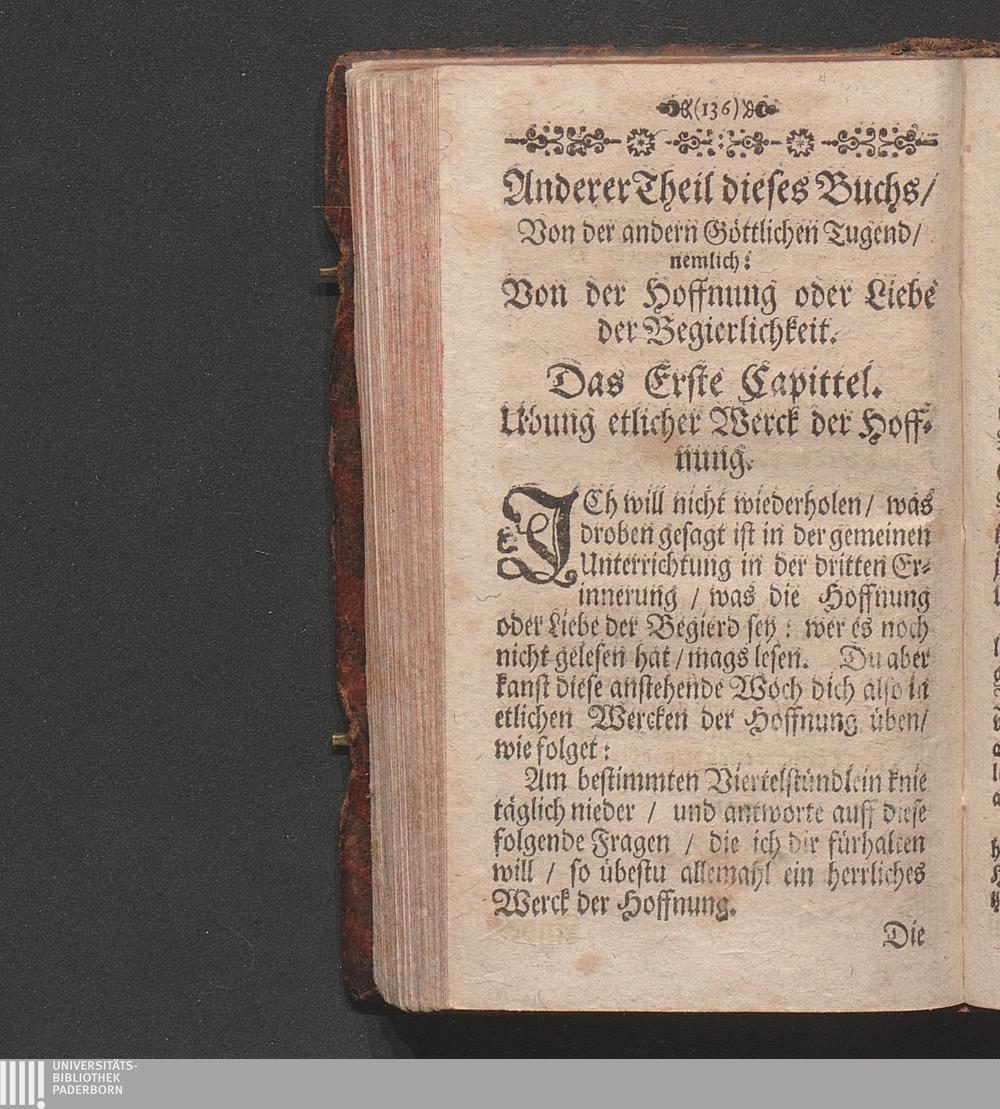 (136)
Anderer Theil dieses Buchs/
Von der andern Göttlichen Tugend/
nemlich:
Von der Hoffnung oder Liebe
der Begierlichkeit.
Das Erste Capittel.
Ubung etlicher Werck der Hoff-
nung.
ICh will nicht wiederholen / was
droben gesagt ist in der gemeinen
Unterrichtung in der dritten Er-
innerung / was die Hoffnung
oder Liebe der Begierd sey : wer es noch
nicht gelesen hat / mags lesen. Du aber
kanst diese anstehende Woch dich also in
etlichen Wercken der Hoffnung üben/
wie folget:
Am bestimmten Viertelstündlein knie
täglich nieder / und antworte auff diese
folgende Fragen / die ich dir fürhalten
will / so übestu allemahl ein herrliches
Werck der Hoffnung.
Die
UNIVERSITÄTS-
BIBLIOTHEK
PADERBORN